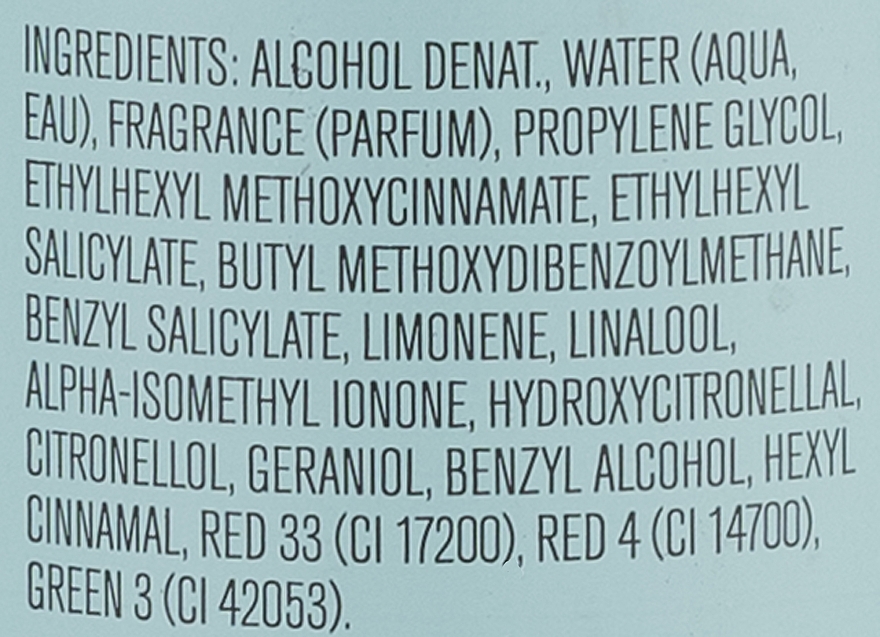 INGREDIENTS: ALCOHOL DENAT., WATER (AQUA,
EAU), FRAGRANCE (PARFUM), PROPYLENE GLYCOL,
ETHYLHEXYL METHOXYCINNAMATE, ETHYLHEXYL
SALICYLATE, BUTYL METHOXYDIBENZOYLMETHANE,
BENZYL SALICYLATE, LIMONENE, LINALOOL,
ALPHA-ISOMETHYL IONONE, HYDROXYCITRONELLAL,
CITRONELLOL, GERANIOL, BENZYL ALCOHOL, HEXYL
CINNAMAL, RED 33 (CI 17200), RED 4 (CI 14700),
GREEN 3 (CI 42053).